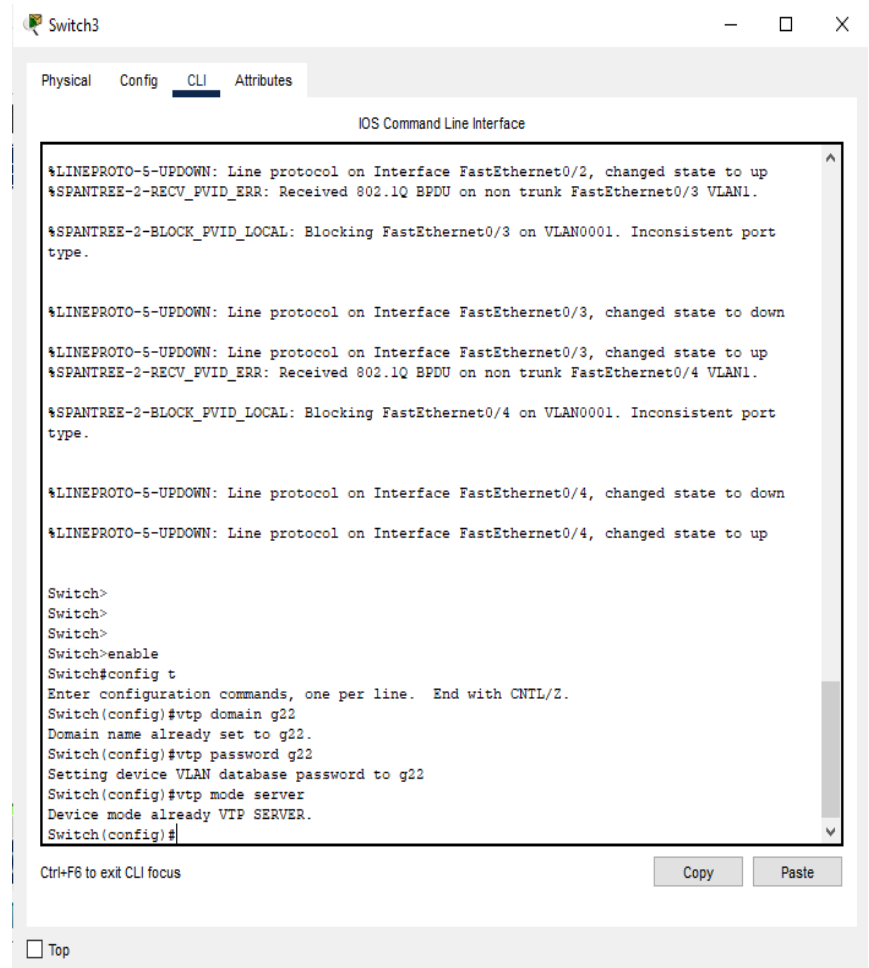 Switch3
Physical Config CLI Attributes
IOS Command Line Interface
%LINEPROTO-5-UPDOWN: Line protocol on Interface FastEthernet0/2, changed state to up
%SPANTREE-2-RECV_PVID_ERR: Received 802.1Q BPDU on non trunk FastEthernet0/3 VLAN1.
%SPANTREE-2-BLOCK_PVID_LOCAL: Blocking FastEthernet0/3 on VLAN0001. Inconsistent port
type.
%LINEPROTO-5-UPDOWN: Line protocol on Interface FastEthernet0/3, changed state to down
%LINEPROTO-5-UPDOWN: Line protocol on Interface FastEthernet0/3, changed state to up
%SPANTREE-2-RECV_PVID_ERR: Received 802.1Q BPDU on non trunk FastEthernet0/4 VLAN1.
%SPANTREE-2-BLOCK_PVID_LOCAL: Blocking FastEthernet0/4 on VLAN0001. Inconsistent port
type.
%LINEPROTO-5-UPDOWN: Line protocol on Interface FastEthernet0/4, changed state to down
%LINEPROTO-5-UPDOWN: Line protocol on Interface FastEthernet0/4, changed state to up
Switch>
Switch>
Switch>
Switch>enable
Switch#config t
Enter configuration commands, one per line. End with CNTL/Z.
Switch(config)#vtp domain g22
Domain name already set to g22.
Switch(config)#vtp password g22
Setting device VLAN database password to g22
Switch(config)#vtp mode server
Device mode already VTP SERVER.
Switch(config)#
Ctrl+F6 to exit CLI focus
Copy
Paste
Top